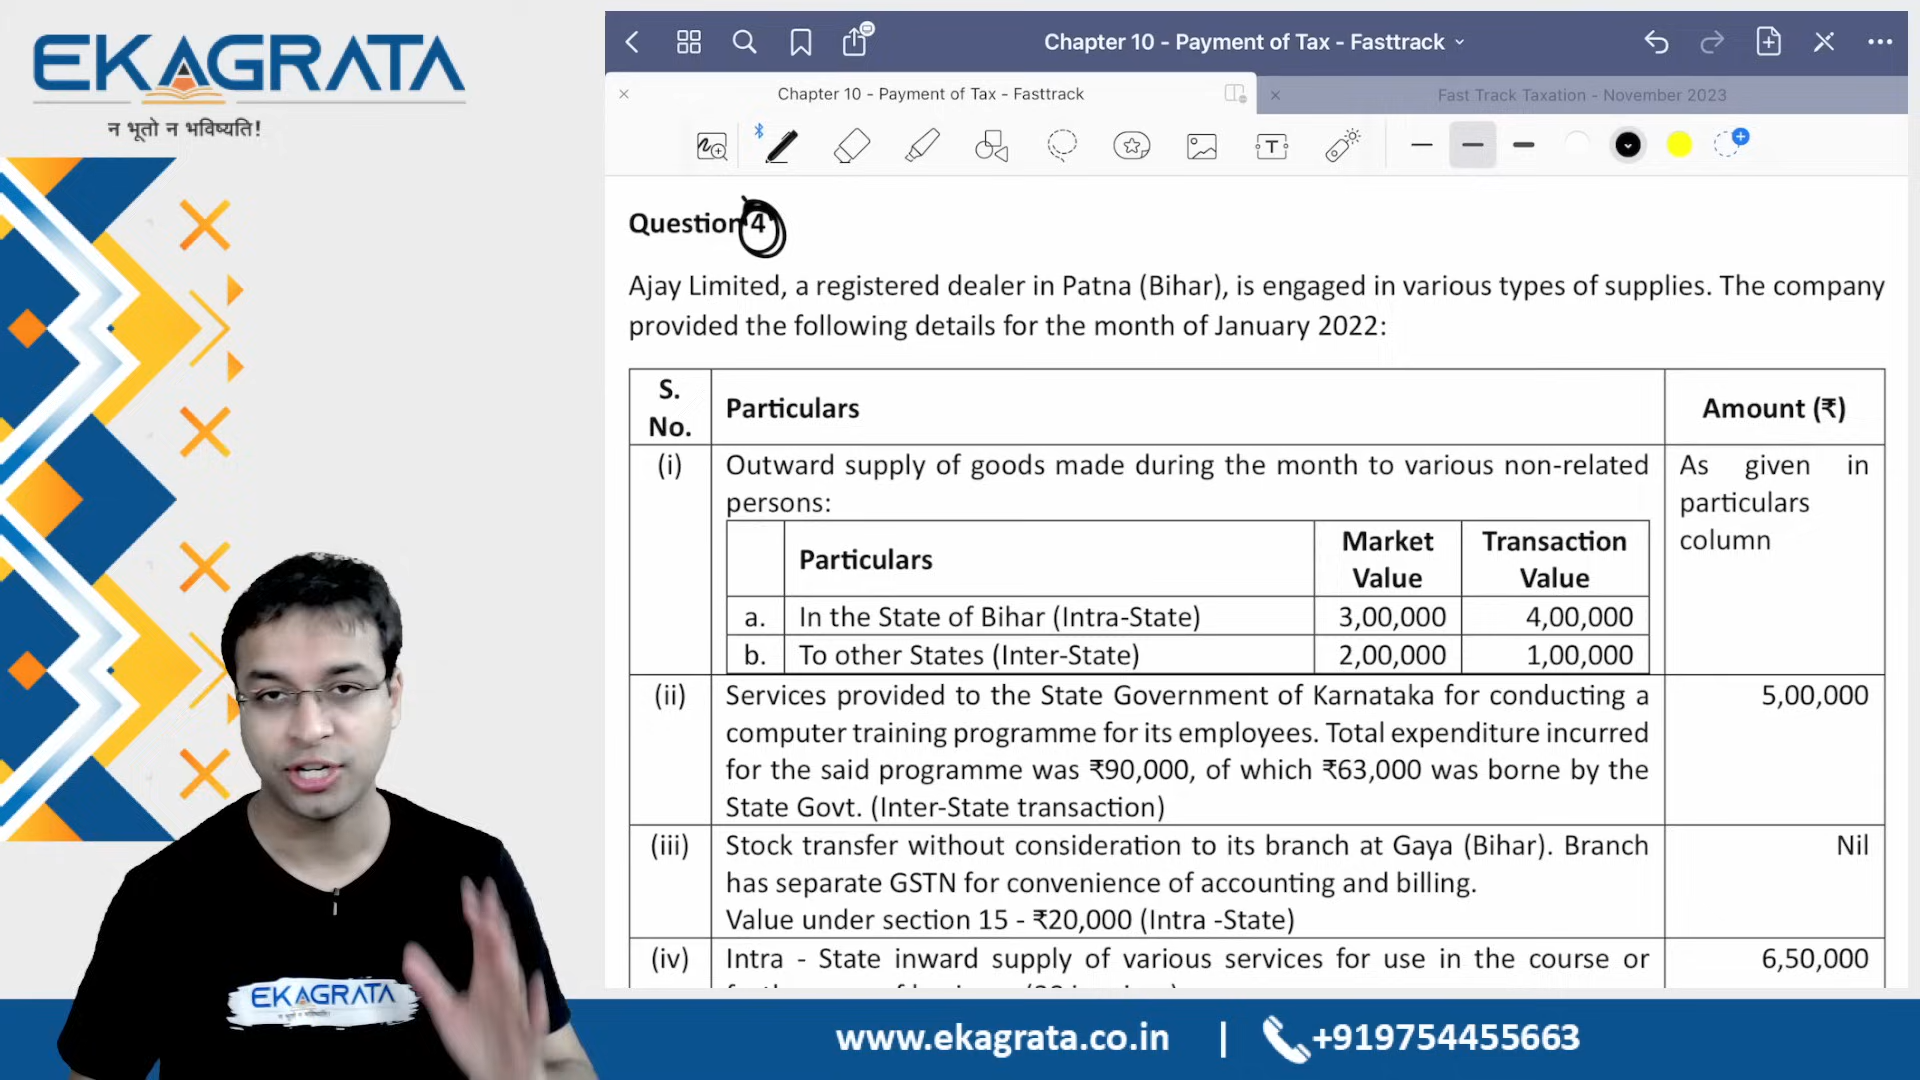 EKAGRATA
न भूतो न भविष्यति!
Chapter 10 - Payment of Tax - Fasttrack
Chapter 10 - Payment of Tax - Fasttrack
Fast Track Taxation - November 2023
T
Question 4
Ajay Limited, a registered dealer in Patna (Bihar), is engaged in various types of supplies. The company
provided the following details for the month of January 2022:
S. No. Particulars Amount (₹)
(i) Outward supply of goods made during the month to various non-related As given in
persons: particulars
column
Particulars Market Value Transaction Value
a. In the State of Bihar (Intra-State) 3,00,000 4,00,000
b. To other States (Inter-State) 2,00,000 1,00,000
(ii) Services provided to the State Government of Karnataka for conducting a 5,00,000
computer training programme for its employees. Total expenditure incurred
for the said programme was ₹90,000, of which ₹63,000 was borne by the
State Govt. (Inter-State transaction)
(iii) Stock transfer without consideration to its branch at Gaya (Bihar). Branch Nil
has separate GSTN for convenience of accounting and billing.
Value under section 15 - ₹20,000 (Intra -State)
(iv) Intra - State inward supply of various services for use in the course or 6,50,000
EKAGRATA
www.ekagrata.co.in | +919754455663